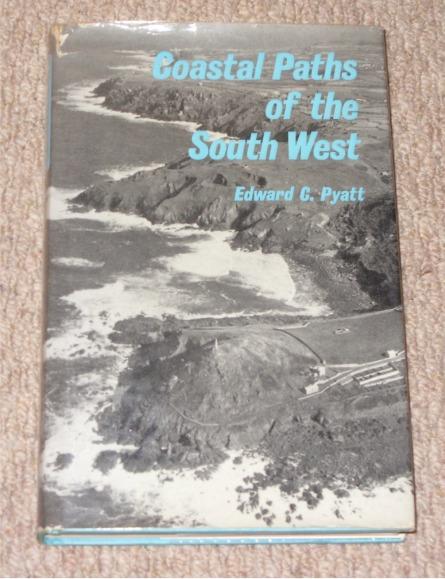 Coastal Paths
of the
South West
Edward C. Pyatt